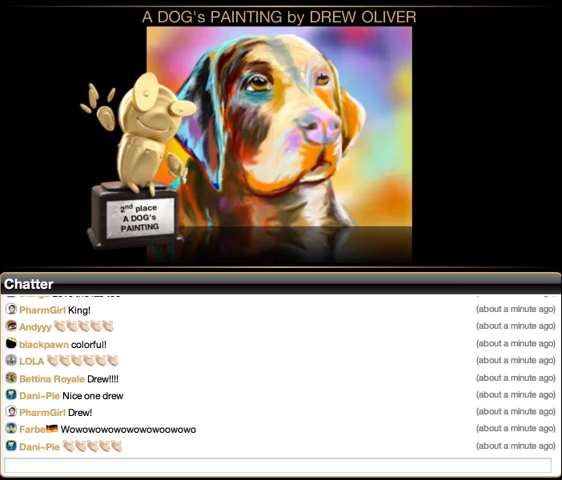 A DOG's PAINTING by DREW OLIVER
2nd place
A DOG's
PAINTING
Chatter
PharmGirl King! (about a minute ago)
Andyyy 👏🏻👏🏻👏🏻👏🏻👏🏻 (about a minute ago)
blackpawn colorful! (about a minute ago)
LOLA 👏🏻👏🏻👏🏻👏🏻👏🏻👏🏻 (about a minute ago)
Bettina Royale Drew!!!! (about a minute ago)
Dani~Pie Nice one drew (about a minute ago)
PharmGirl Drew! (about a minute ago)
Farbe🇩🇪 Wowowowowowowowoowowo (about a minute ago)
Dani~Pie 👏🏻👏🏻👏🏻👏🏻👏🏻 (about a minute ago)